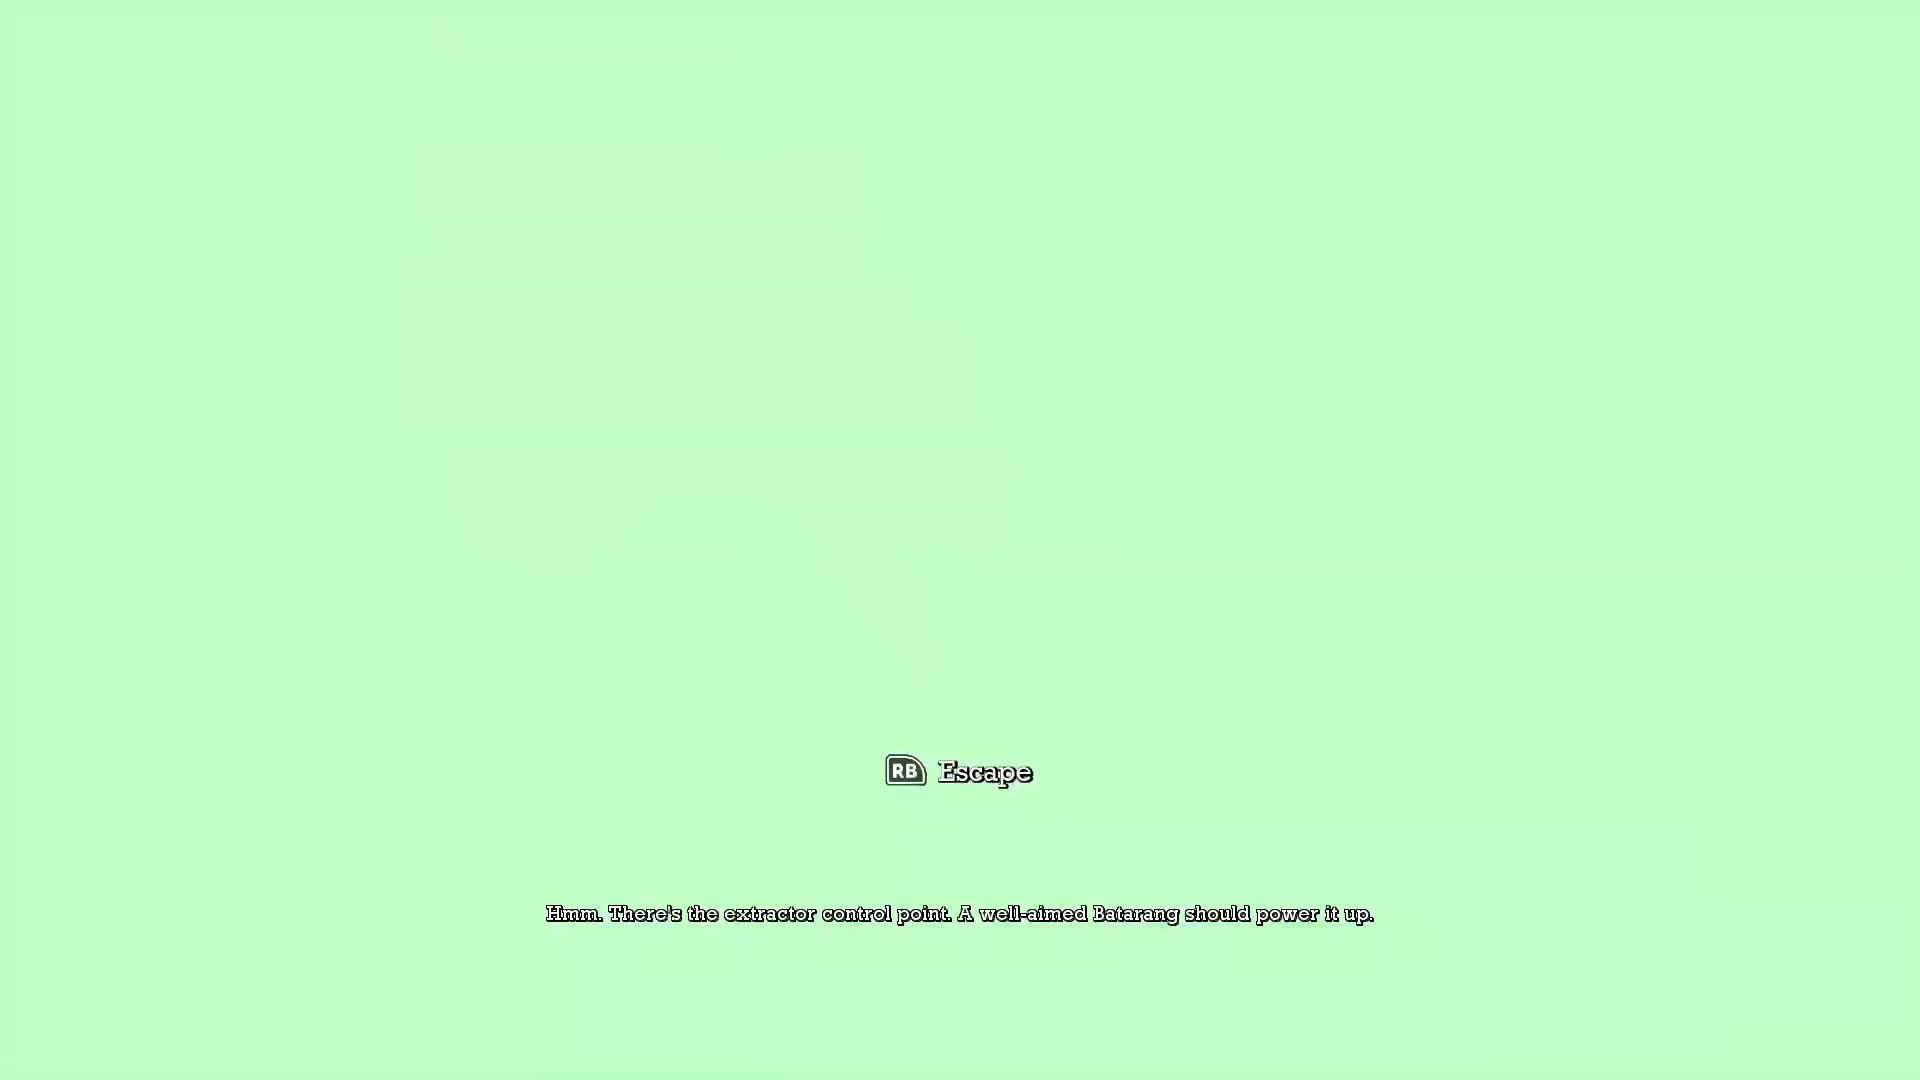 RB Escape
Hmm. There's the extractor control point. A well-aimed Batarang should power it up.